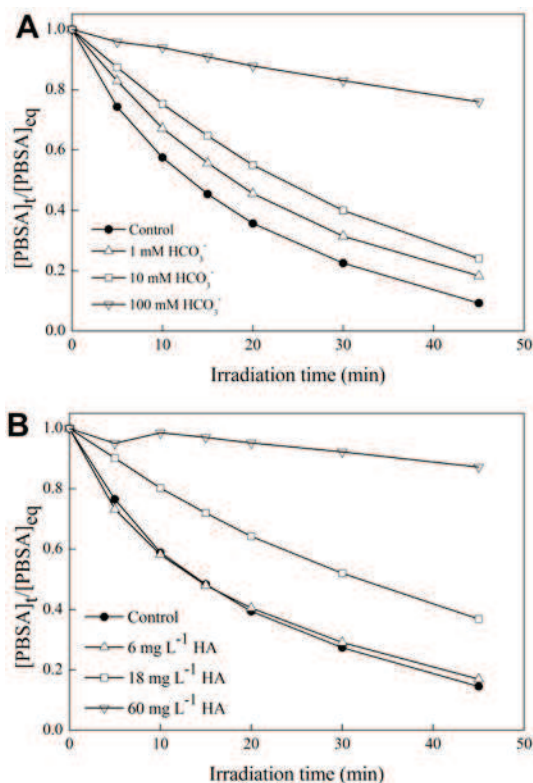 A
[PBSA]t/[PBSA]eq
1.0
0.8
0.6
0.4
0.2
0.0
Control
1 mM HCO3-
10 mM HCO3-
100 mM HCO3-
0 10 20 30 40 50
Irradiation time (min)
B
[PBSA]t/[PBSA]eq
1.0
0.8
0.6
0.4
0.2
0.0
Control
6 mg L-1 HA
18 mg L-1 HA
60 mg L-1 HA
0 10 20 30 40 50
Irradiation time (min)